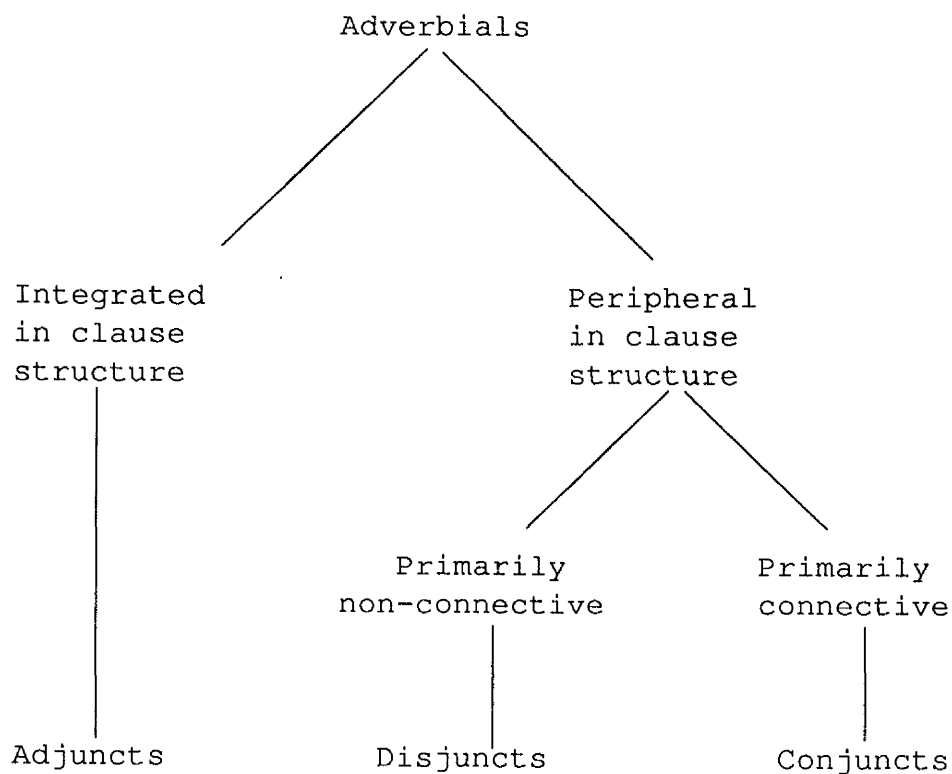 Adverbials
Integrated
in clause
structure
Peripheral
in clause
structure
Primarily
non-connective
Primarily
connective
Adjuncts
Disjuncts
Conjuncts